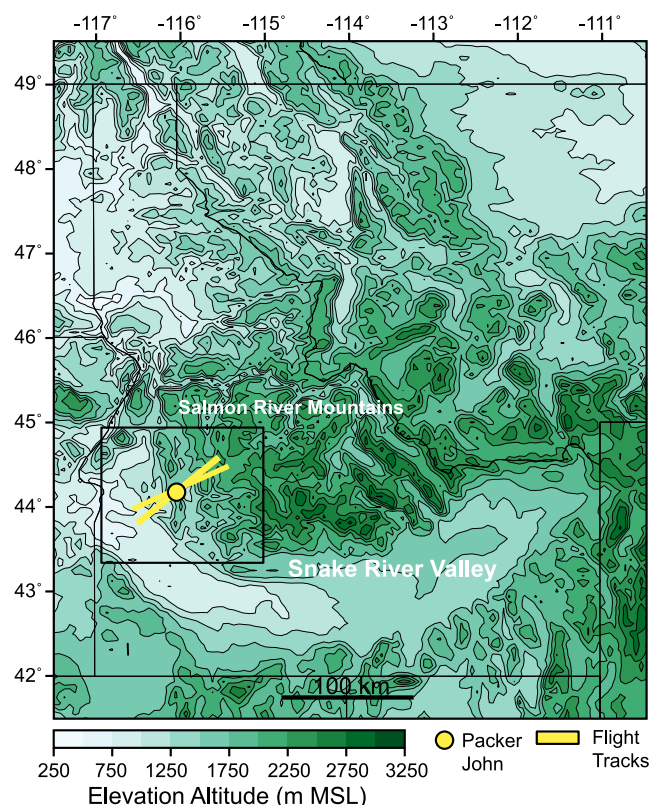 -117 -116 -115 -114 -113 -112 -111
49°
48°
47°
46°
45°
44°
43°
42°
Salmon River Mountains
Snake River Valley
100 km
250 750 1250 1750 2250 2750 3250
Elevation Altitude (m MSL)
Packer
John
Flight
Tracks